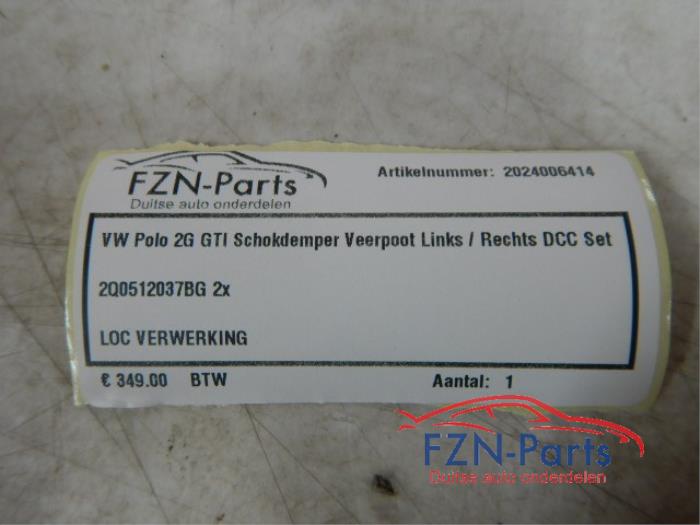 FZN-Parts
Duitse auto onderdelen
Artikelnummer: 2024006414
VW Polo 2G GTI Schokdemper Veerpoot Links / Rechts DCC Set
2Q0512037BG 2x
LOC VERWERKING
€ 349.00 BTW
Aantal: 1
FZN-Parts
Duitse auto onderdelen